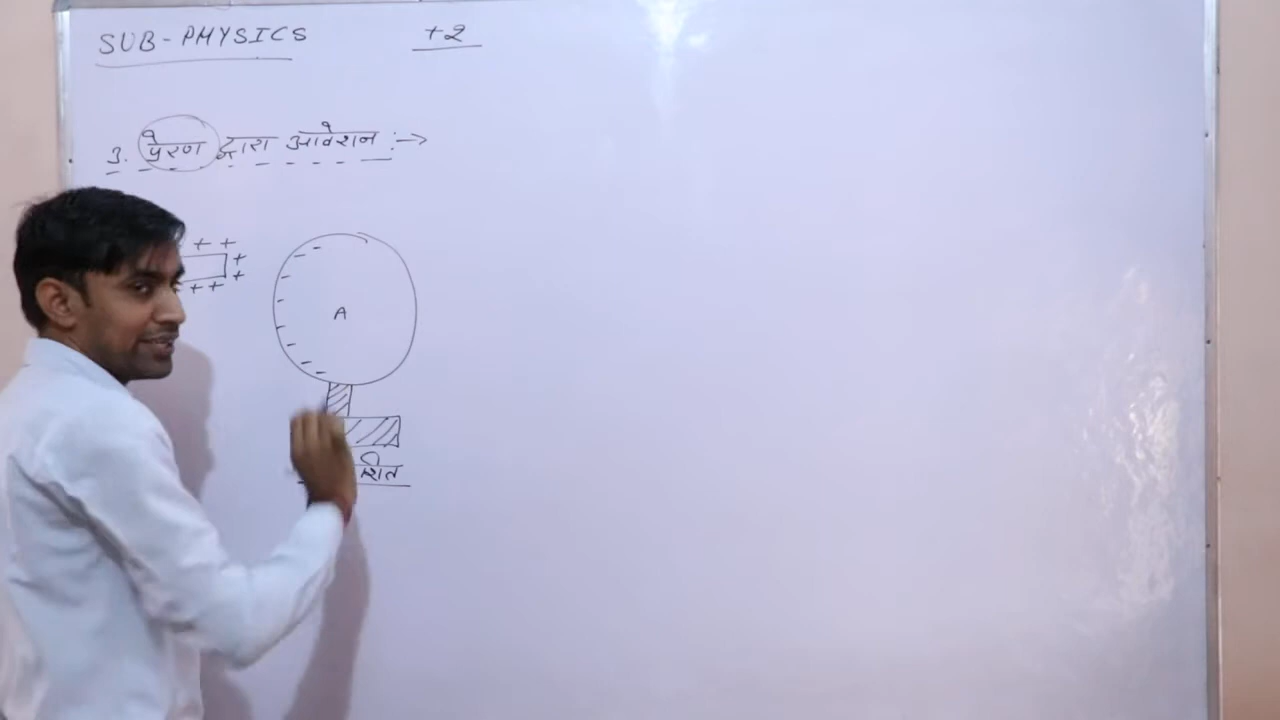 SUB-PHYSICS +2
3. प्रेरण द्वारा आवेशन :→
+ +
+
+
+ +
A